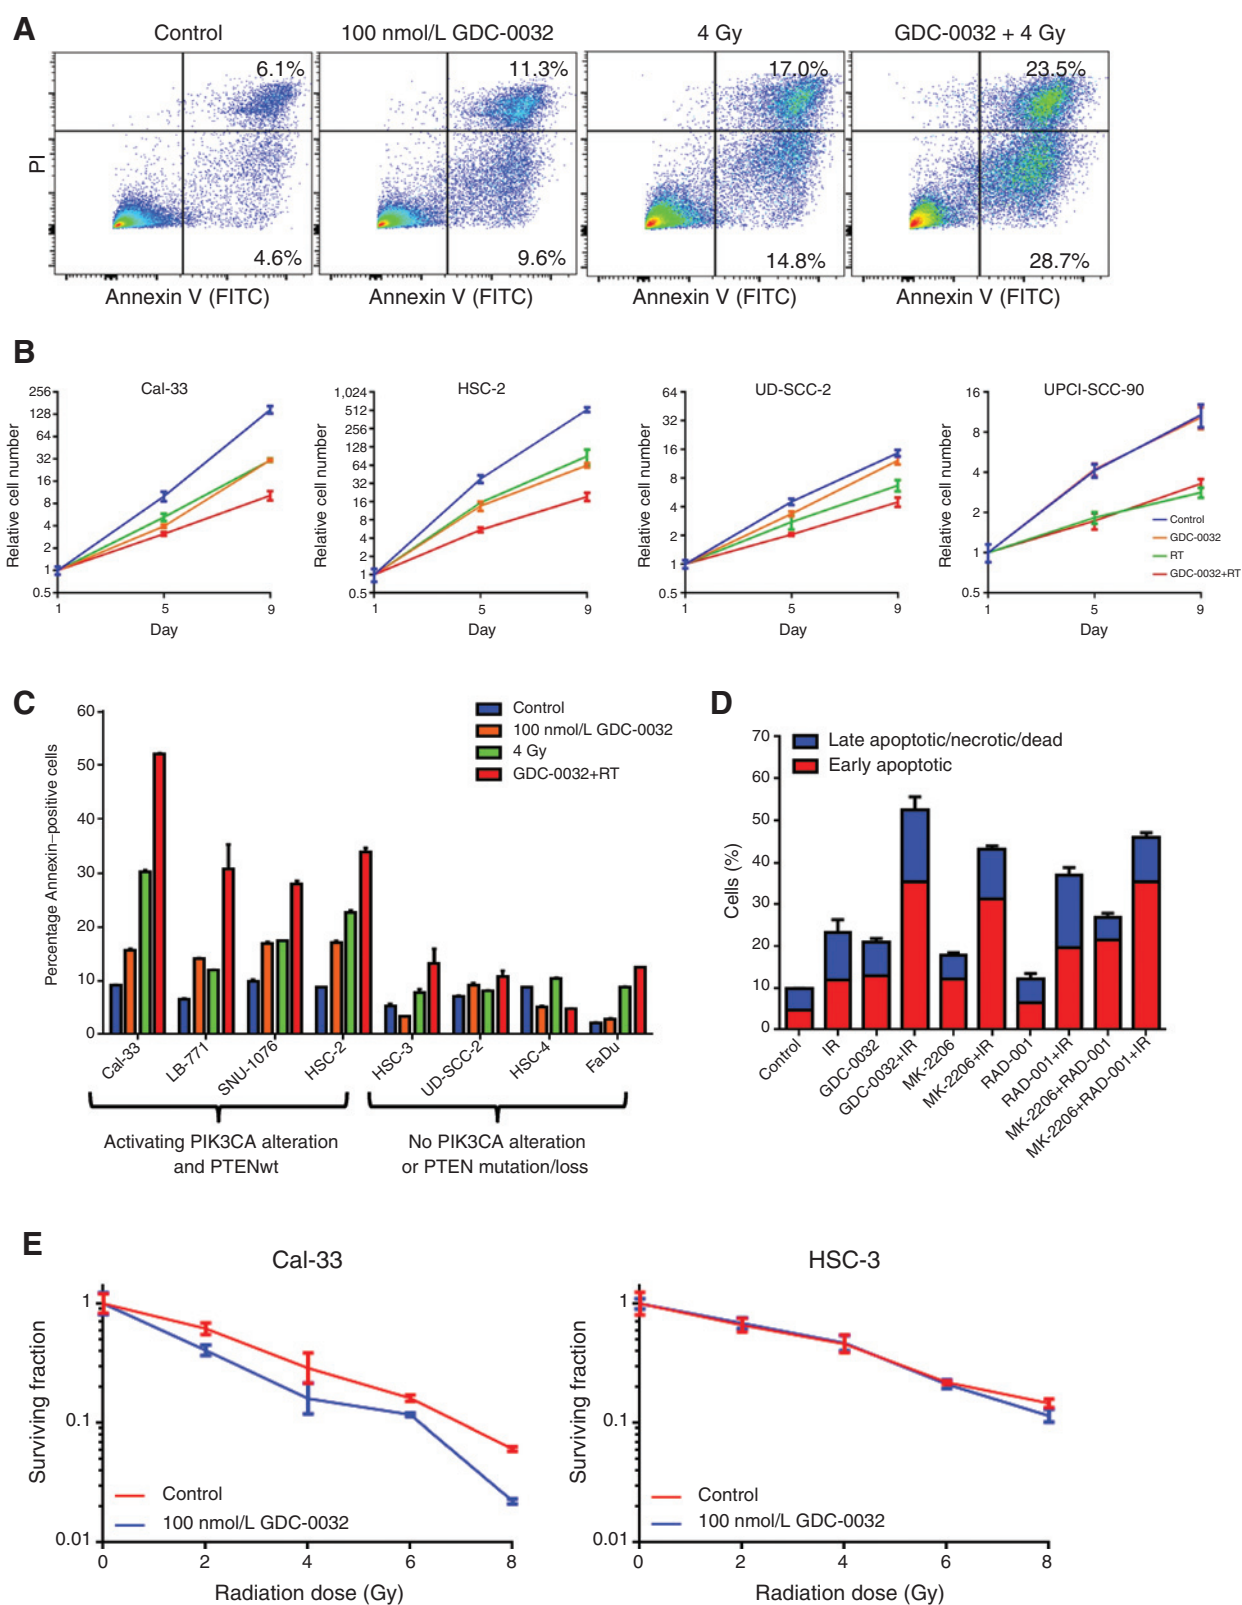 A
Control
100 nmol/L GDC-0032
4 Gy
GDC-0032 + 4 Gy
6.1%
11.3%
17.0%
23.5%
PI
4.6%
9.6%
14.8%
28.7%
Annexin V (FITC)
Annexin V (FITC)
Annexin V (FITC)
Annexin V (FITC)
B
Cal-33
Relative cell number
256
128
64
32
16
8
4
2
1
0.5
1
5
9
Day
HSC-2
Relative cell number
1,024
512
256
128
64
32
16
8
4
2
1
0.5
1
5
9
Day
UD-SCC-2
Relative cell number
64
32
16
8
4
2
1
0.5
1
5
9
Day
UPCI-SCC-90
Relative cell number
16
8
4
2
1
0.5
1
5
9
Day
Control
GDC-0032
RT
GDC-0032+RT
C
Percentage Annexin–positive cells
60
50
40
30
20
10
0
Control
100 nmol/L GDC-0032
4 Gy
GDC-0032+RT
Cal-33
LB-771
SNU-1076
HSC-2
HSC-3
UD-SCC-2
HSC-4
FaDu
Activating PIK3CA alteration
and PTENwt
No PIK3CA alteration
or PTEN mutation/loss
D
Cells (%)
70
60
50
40
30
20
10
0
Late apoptotic/necrotic/dead
Early apoptotic
Control
IR
GDC-0032
GDC-0032+IR
MK-2206
MK-2206+IR
RAD-001
RAD-001+IR
MK-2206+RAD-001
MK-2206+RAD-001+IR
E
Cal-33
Surviving fraction
1
0.1
0.01
Control
100 nmol/L GDC-0032
0
2
4
6
8
Radiation dose (Gy)
HSC-3
Surviving fraction
1
0.1
0.01
Control
100 nmol/L GDC-0032
0
2
4
6
8
Radiation dose (Gy)